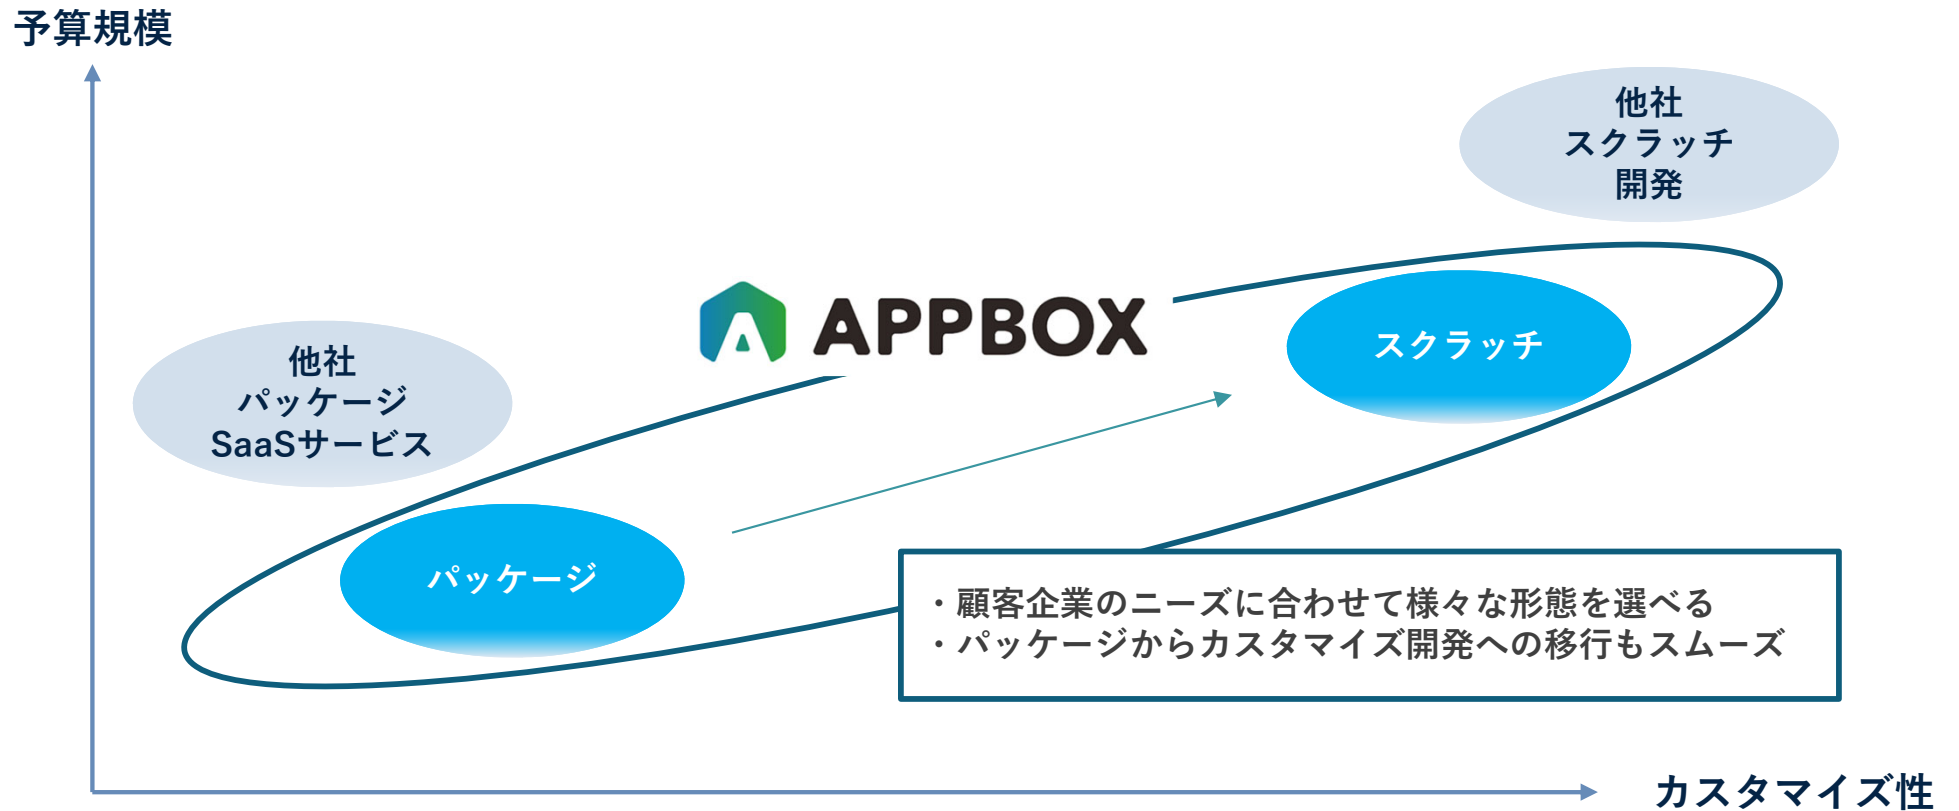 予算規模
他社
スクラッチ
開発
APPBOX
スクラッチ
他社
パッケージ
SaaSサービス
パッケージ
・顧客企業のニーズに合わせて様々な形態を選べる
・パッケージからカスタマイズ開発への移行もスムーズ
カスタマイズ性